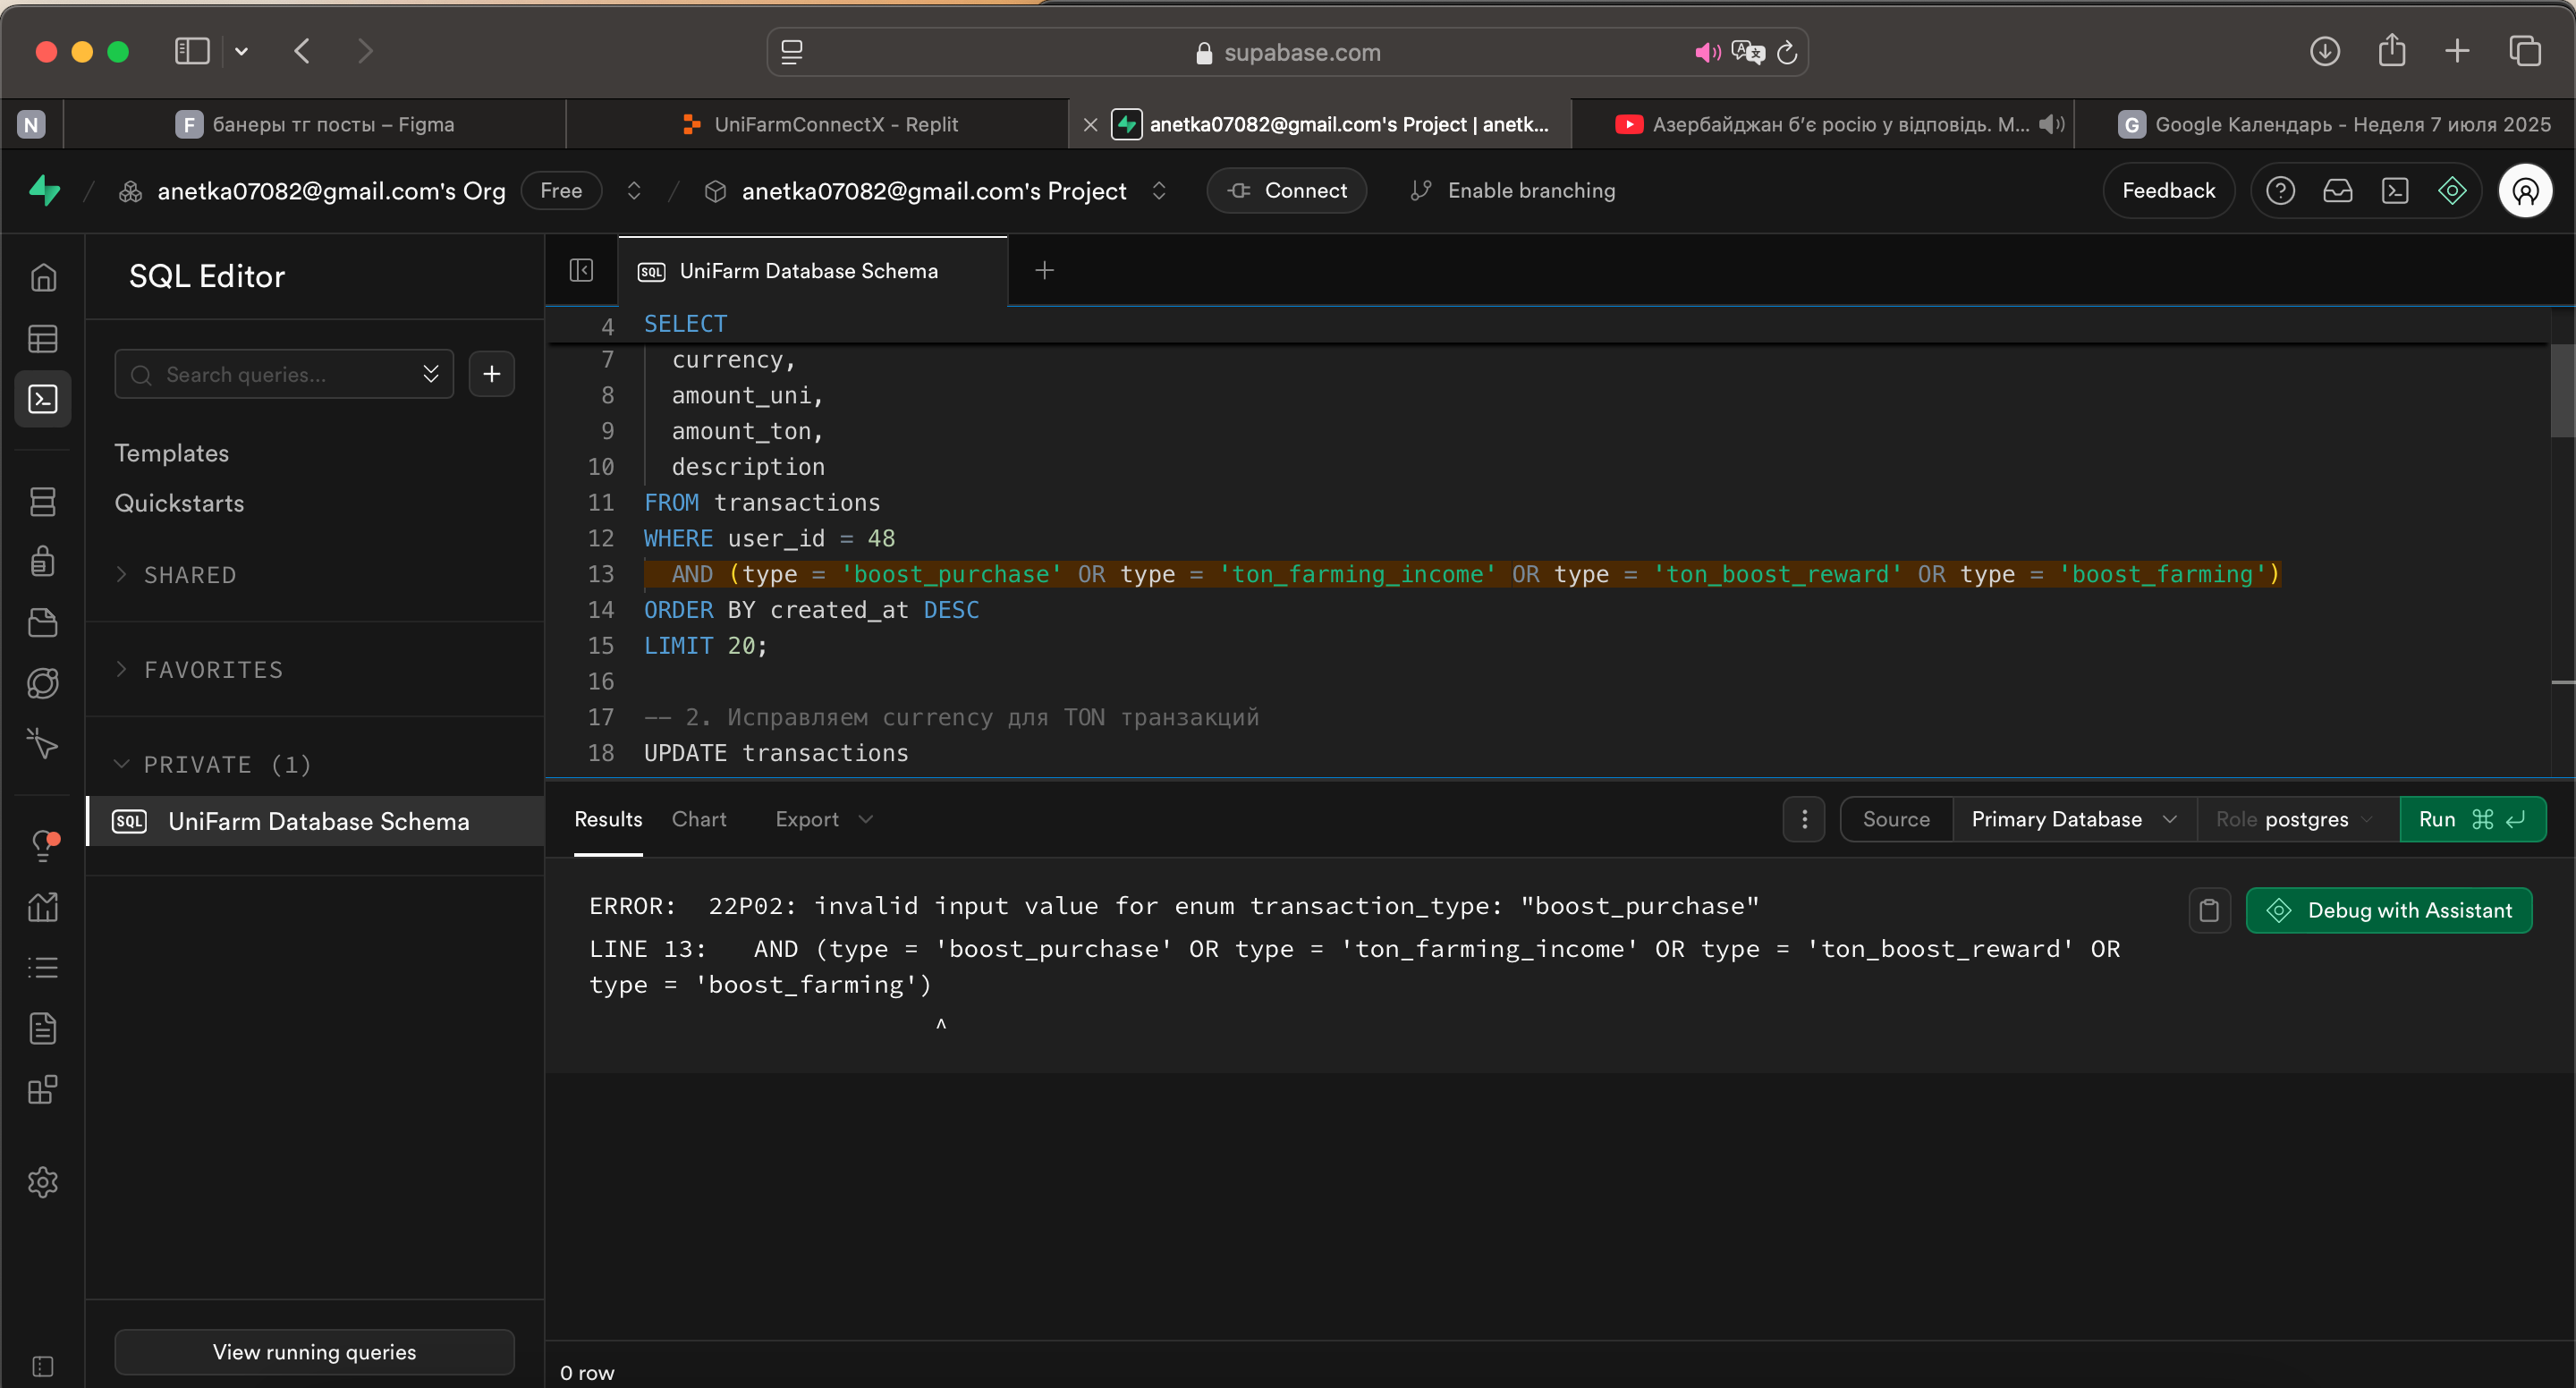 supabase.com
N
F банеры тг посты – Figma
UniFarmConnectX - Replit
anetka07082@gmail.com's Project | anetk...
Азербайджан б’є росію у відповідь. М...
G Google Календарь - Неделя 7 июля 2025
/ anetka07082@gmail.com's Org Free / anetka07082@gmail.com's Project Connect Enable branching Feedback
SQL Editor
SQL UniFarm Database Schema
Search queries...
Templates
Quickstarts
SHARED
FAVORITES
PRIVATE (1)
SQL UniFarm Database Schema
View running queries
4 SELECT
7 currency,
8 amount_uni,
9 amount_ton,
10 description
11 FROM transactions
12 WHERE user_id = 48
13 AND (type = 'boost_purchase' OR type = 'ton_farming_income' OR type = 'ton_boost_reward' OR type = 'boost_farming')
14 ORDER BY created_at DESC
15 LIMIT 20;
16
17 -- 2. Исправляем currency для TON транзакций
18 UPDATE transactions
Results Chart Export Source Primary Database Role postgres Run
ERROR: 22P02: invalid input value for enum transaction_type: "boost_purchase"
LINE 13: AND (type = 'boost_purchase' OR type = 'ton_farming_income' OR type = 'ton_boost_reward' OR
type = 'boost_farming')
^
Debug with Assistant
0 row